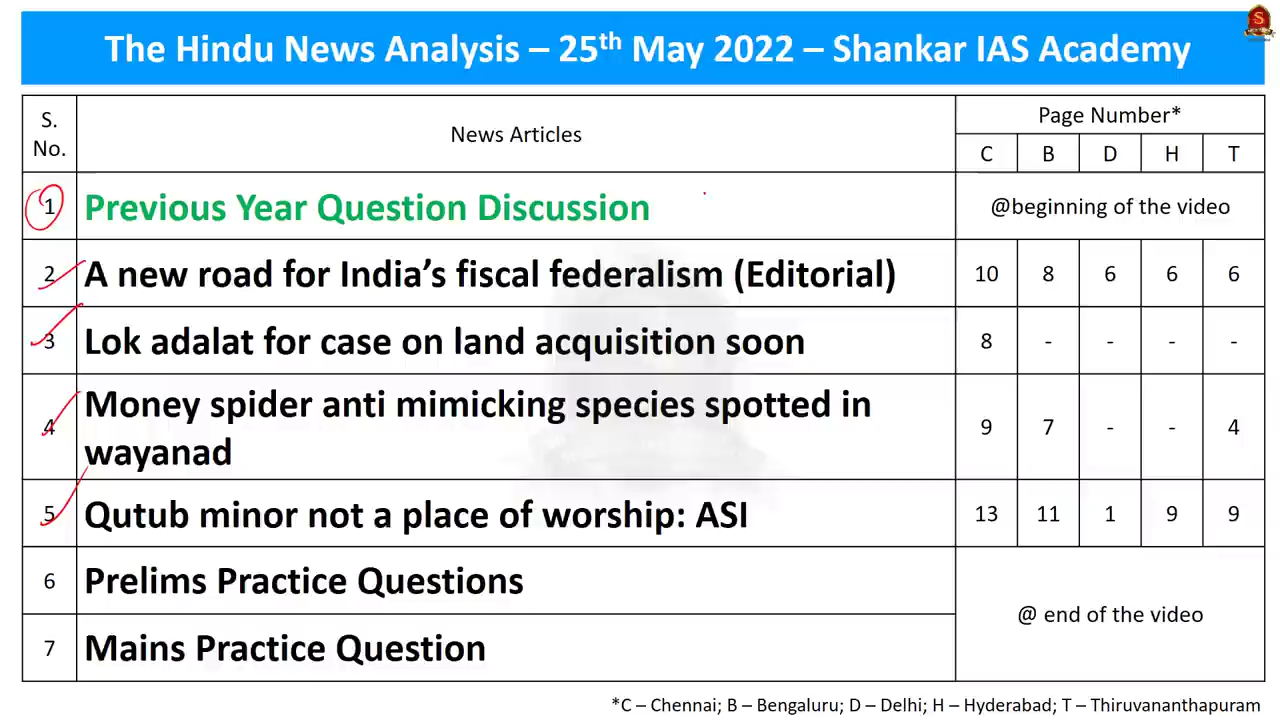 The Hindu News Analysis – 25th May 2022 – Shankar IAS Academy
S. No.
News Articles
Page Number*
C B D H T
1 Previous Year Question Discussion @beginning of the video
2 A new road for India’s fiscal federalism (Editorial) 10 8 6 6 6
3 Lok adalat for case on land acquisition soon 8 - - - -
4 Money spider anti mimicking species spotted in
wayanad 9 7 - - 4
5 Qutub minor not a place of worship: ASI 13 11 1 9 9
6 Prelims Practice Questions
@ end of the video
7 Mains Practice Question
*C – Chennai; B – Bengaluru; D – Delhi; H – Hyderabad; T – Thiruvananthapuram